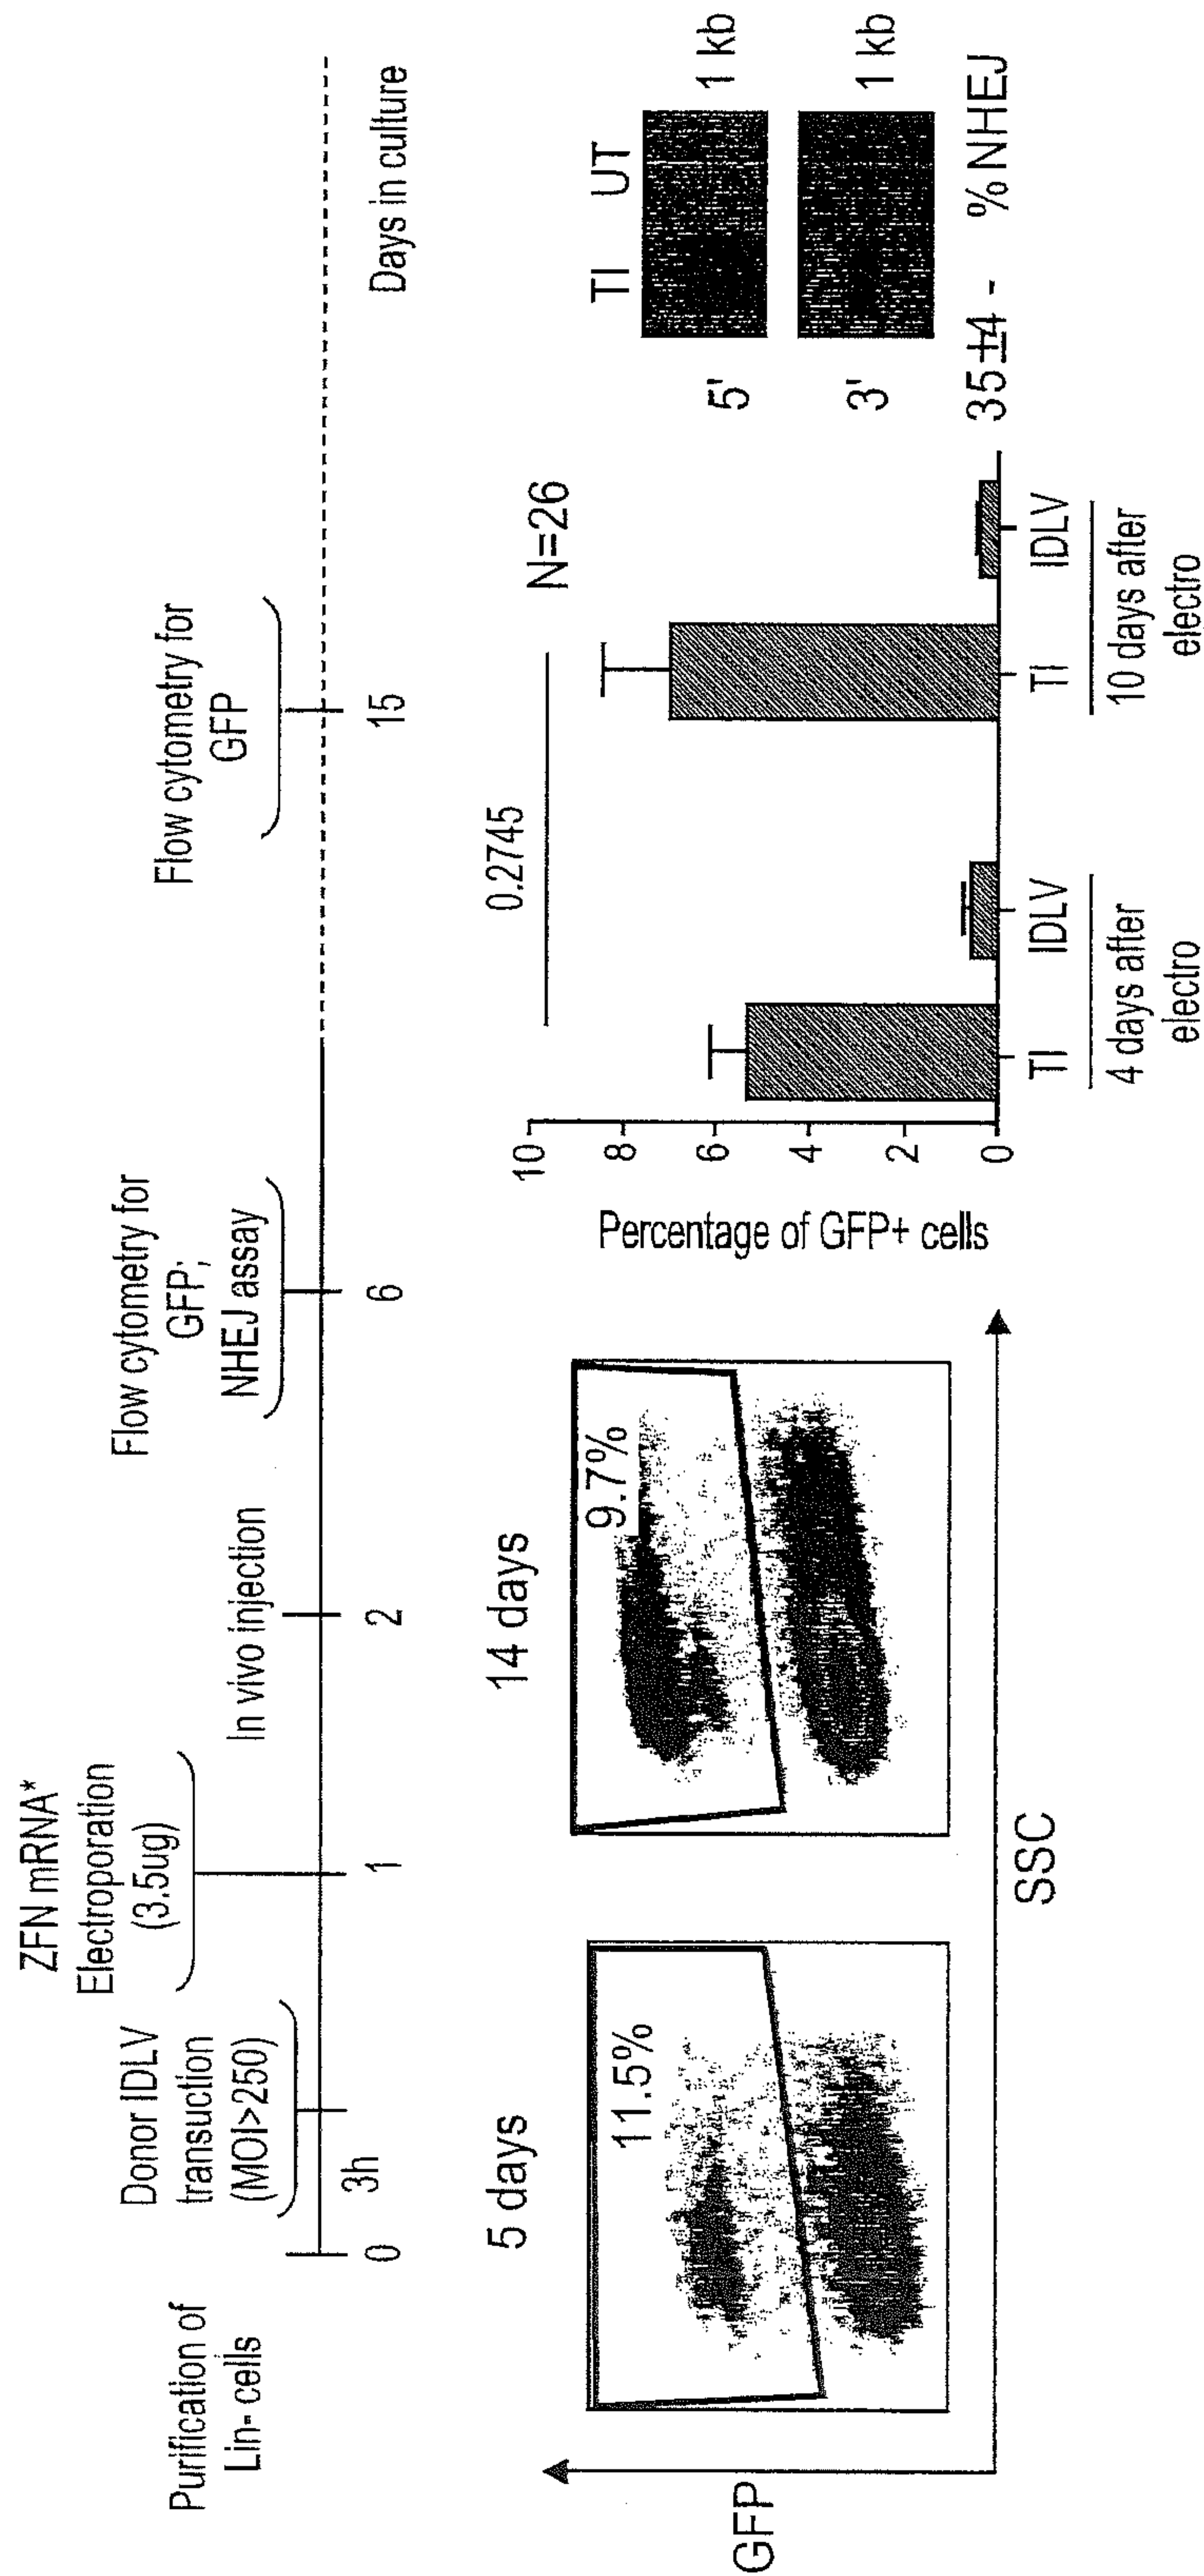 Purification of
Lin- cells
Donor IDLV
transuction
(MOI>250)
ZFN mRNA*
Electroporation
(3.5ug)
In vivo injection
Flow cytometry for
GFP;
NHEJ assay
Flow cytometry for
GFP
0
3h
1
2
6
15
Days in culture
5 days
11.5%
14 days
9.7%
GFP
SSC
Percentage of GFP+ cells
10
8
6
4
2
0
0.2745
N=26
TI
IDLV
TI
IDLV
4 days after
electro
10 days after
electro
TI UT
5' 1 kb
3' 1 kb
35±4 - % NHEJ